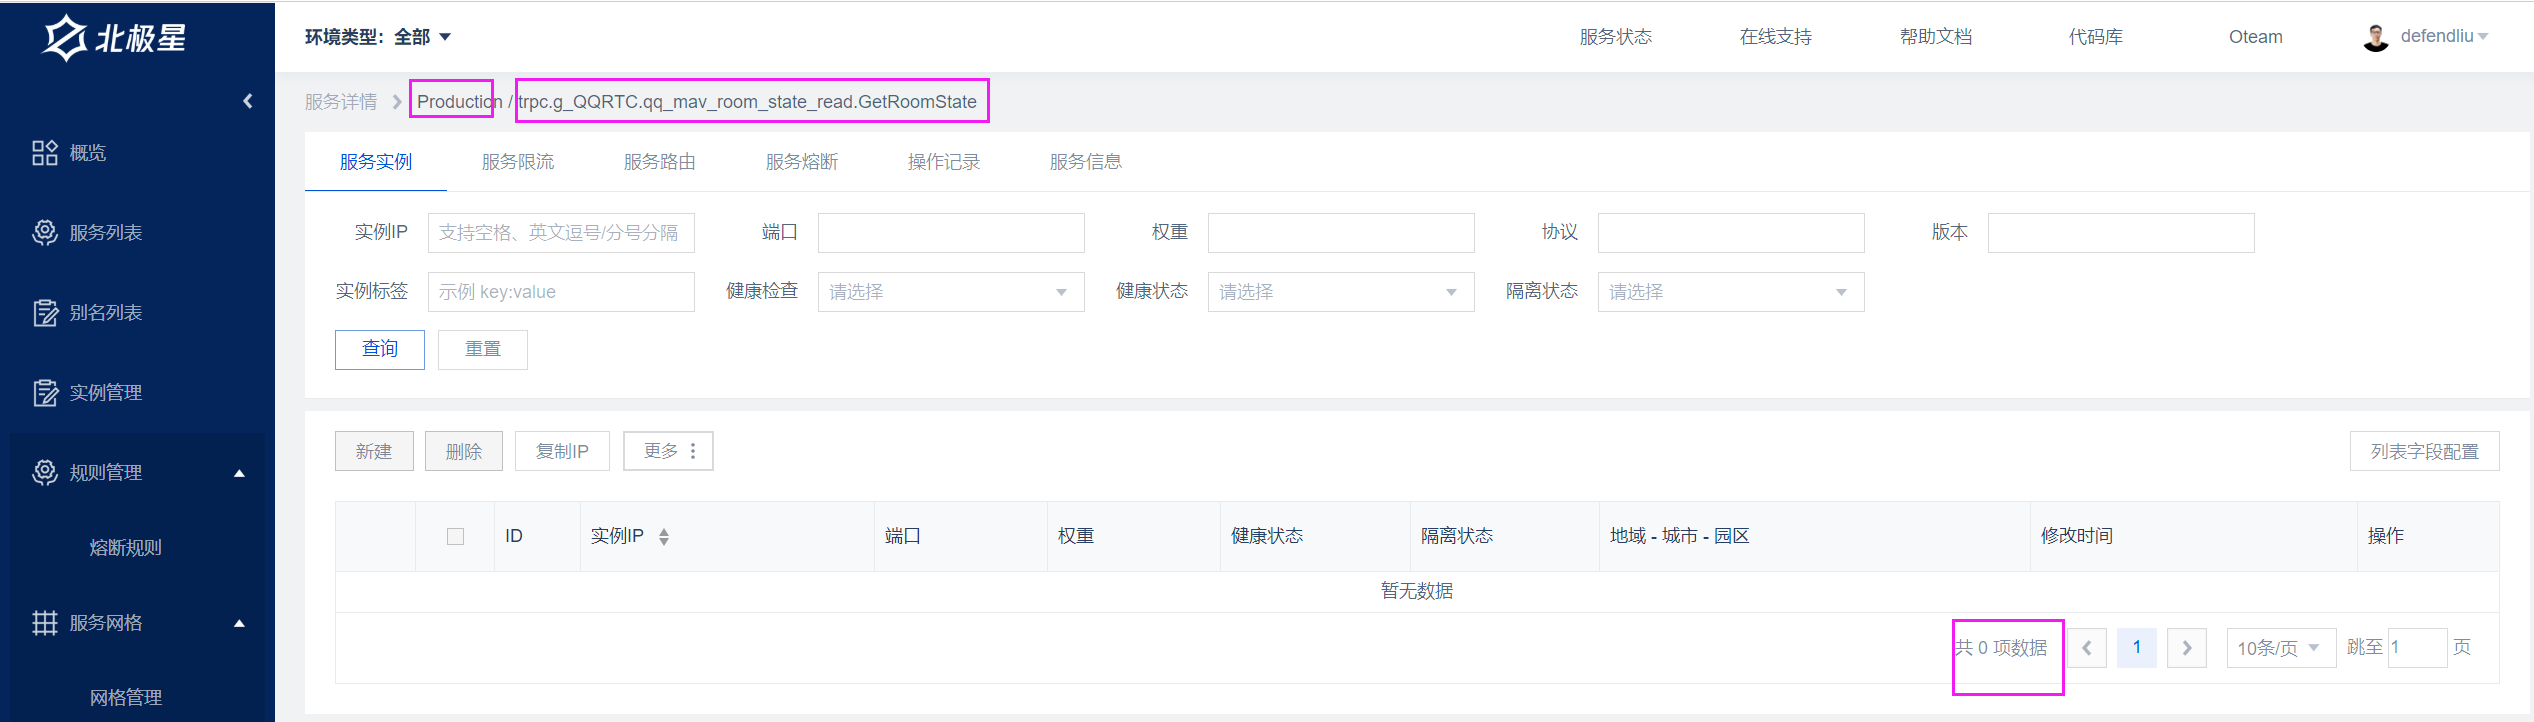 北极星
环境类型: 全部
服务状态
在线支持
帮助文档
代码库
Oteam
defendliu
概览
服务列表
别名列表
实例管理
规则管理
熔断规则
服务网格
网格管理
服务详情 Production / trpc.g_QQRTC.qq_mav_room_state_read.GetRoomState
服务实例 服务限流 服务路由 服务熔断 操作记录 服务信息
实例IP 支持空格、英文逗号/分号分隔 端口 权重 协议 版本
实例标签 示例 key:value 健康检查 请选择 健康状态 请选择 隔离状态 请选择
查询 重置
新建 删除 复制IP 更多 列表字段配置
ID 实例IP 端口 权重 健康状态 隔离状态 地域 - 城市 - 园区 修改时间 操作
暂无数据
共 0 项数据 1 10条/页 跳至 1 页